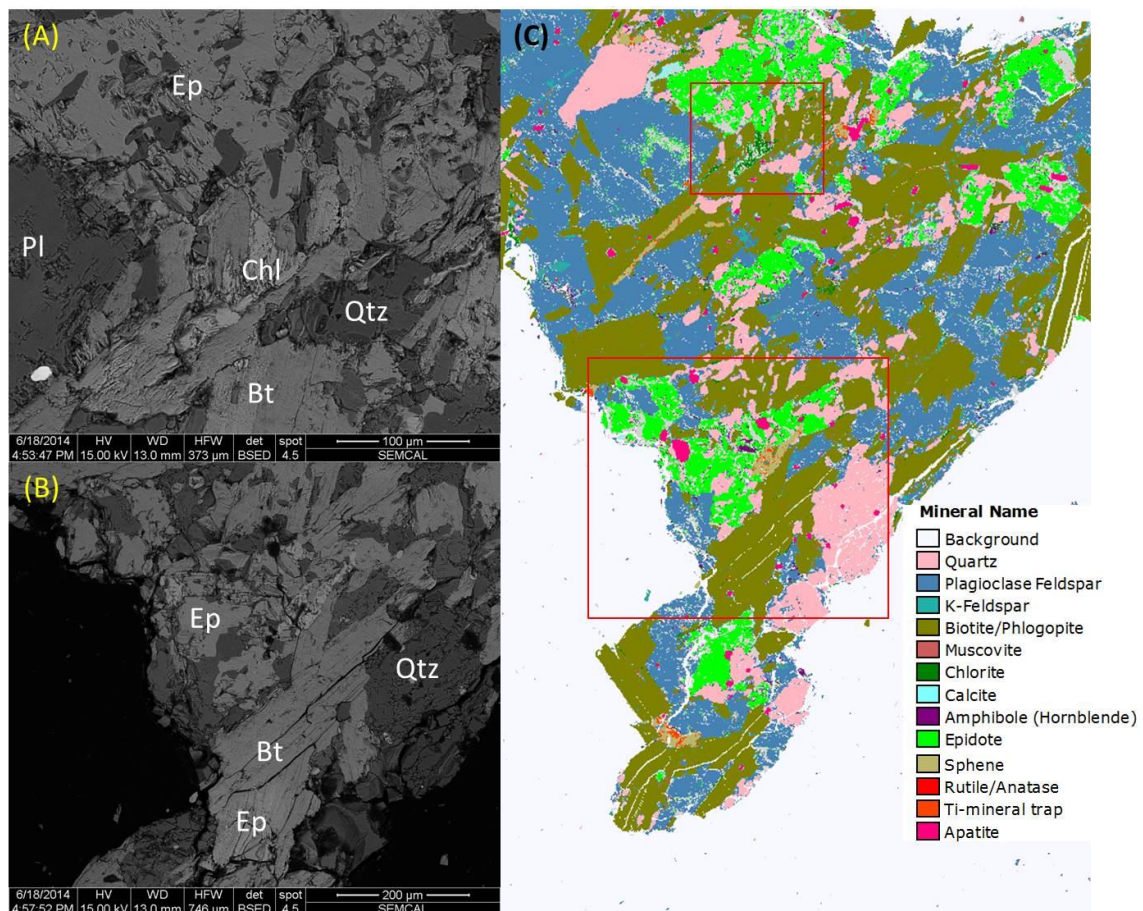 (A)
Ep
Pl
Chl
Qtz
Bt
6/18/2014 HV WD HFW det spot 100 µm
4:53:47 PM 15.00 kV 13.0 mm 373 µm BSED 4.5 SEMCAL
(B)
Ep
Qtz
Bt
Ep
6/18/2014 HV WD HFW det spot 200 µm
4:57:52 PM 15.00 kV 13.0 mm 746 µm BSED 4.5 SEMCAL
(C)
Mineral Name
Background
Quartz
Plagioclase Feldspar
K-Feldspar
Biotite/Phlogopite
Muscovite
Chlorite
Calcite
Amphibole (Hornblende)
Epidote
Sphene
Rutile/Anatase
Ti-mineral trap
Apatite